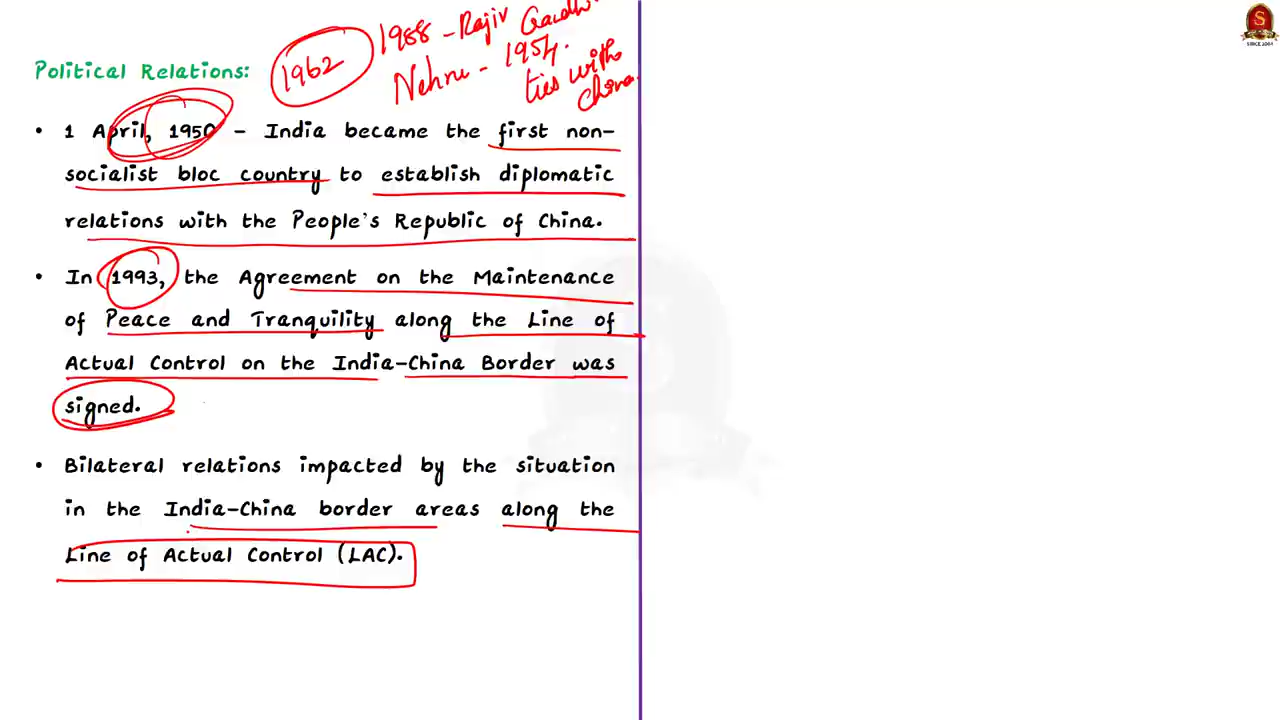 1988 - Rajiv Gandhi
1962
Nehru - 1954.
ties with
China.
Political Relations:
• 1 April, 1950 - India became the first non-
socialist bloc country to establish diplomatic
relations with the People's Republic of China.
• In 1993, the Agreement on the Maintenance
of Peace and Tranquility along the Line of
Actual Control on the India-China Border was
signed.
• Bilateral relations impacted by the situation
in the India-China border areas along the
Line of Actual Control (LAC).
S
SINCE 2004